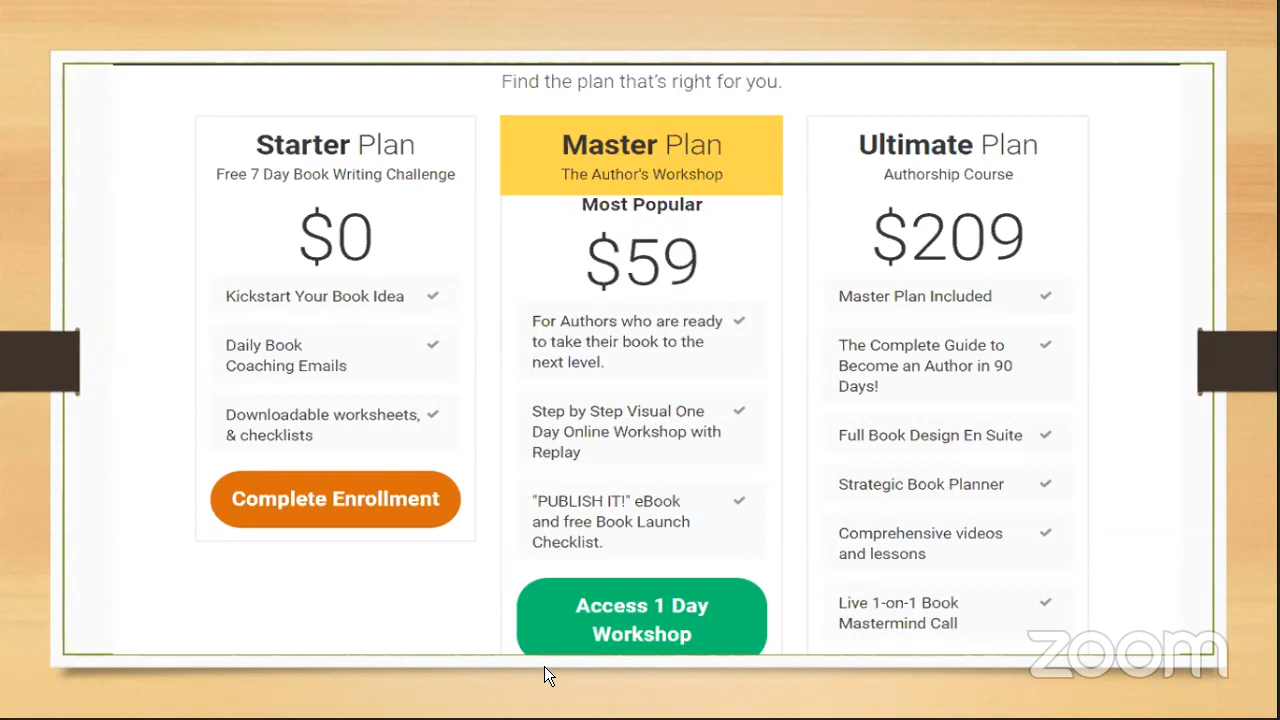 Find the plan that's right for you.
Starter Plan
Free 7 Day Book Writing Challenge
$0
Kickstart Your Book Idea
Daily Book
Coaching Emails
Downloadable worksheets,
& checklists
Complete Enrollment
Master Plan
The Author's Workshop
Most Popular
$59
For Authors who are ready
to take their book to the
next level.
Step by Step Visual One
Day Online Workshop with
Replay
"PUBLISH IT!" eBook
and free Book Launch
Checklist.
Access 1 Day
Workshop
Ultimate Plan
Authorship Course
$209
Master Plan Included
The Complete Guide to
Become an Author in 90
Days!
Full Book Design En Suite
Strategic Book Planner
Comprehensive videos
and lessons
Live 1-on-1 Book
Mastermind Call
zoom